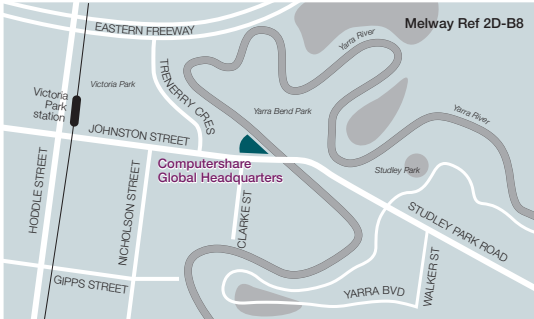 Melway Ref 2D-B8
EASTERN FREEWAY
Yarra River
Victoria Park
Victoria
Park
station
TRENERRY CRES
Yarra Bend Park
Yarra River
JOHNSTON STREET
Computershare
Global Headquarters
Studley Park
HODDLE STREET
NICHOLSON STREET
CLARKE ST
STUDLEY PARK ROAD
WALKER ST
GIPPS STREET
YARRA BVD